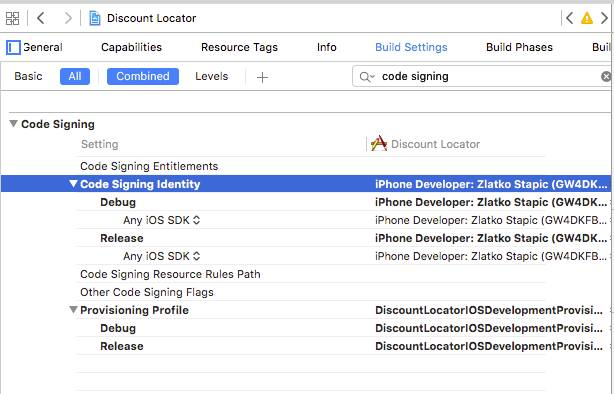 Discount Locator
General Capabilities Resource Tags Info Build Settings Build Phases Bui
Basic All Combined Levels + code signing
Code Signing
Setting Discount Locator
Code Signing Entitlements
Code Signing Identity iPhone Developer: Zlatko Stapic (GW4DK...
Debug iPhone Developer: Zlatko Stapic (GW4DK...
Any iOS SDK iPhone Developer: Zlatko Stapic (GW4DKFB...
Release iPhone Developer: Zlatko Stapic (GW4DK...
Any iOS SDK iPhone Developer: Zlatko Stapic (GW4DKFB...
Code Signing Resource Rules Path
Other Code Signing Flags
Provisioning Profile DiscountLocatorIOSDevelopmentProvisi...
Debug DiscountLocatorIOSDevelopmentProvisi...
Release DiscountLocatorIOSDevelopmentProvisi...